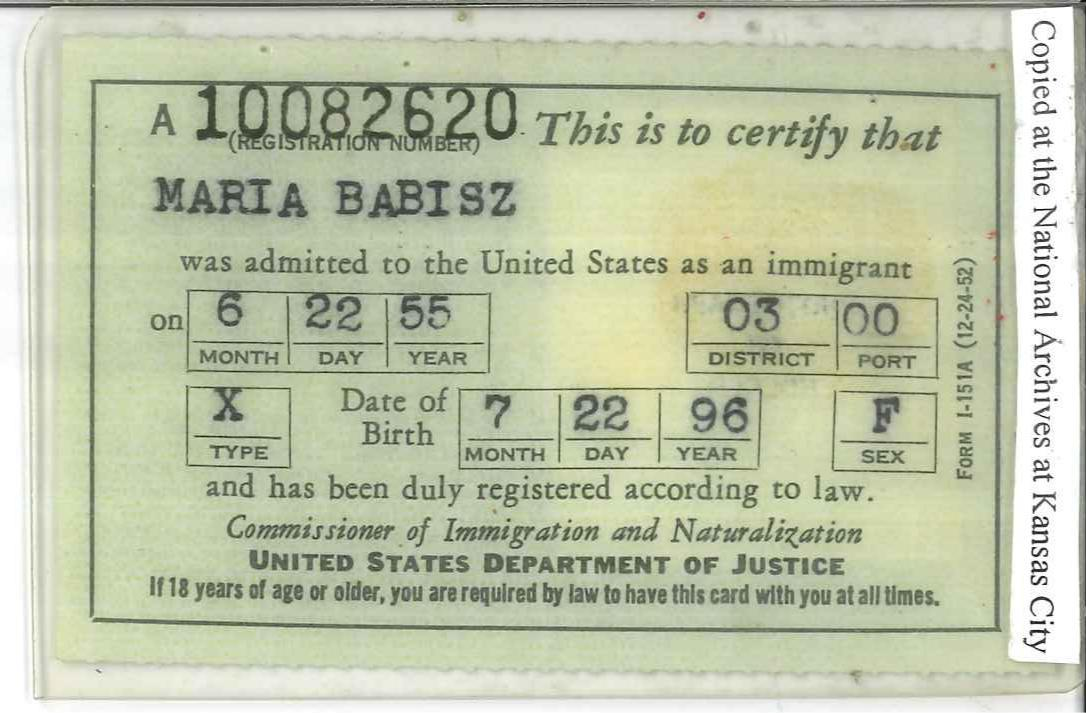 A 10082620 This is to certify that
(REGISTRATION NUMBER)
MARIA BABISZ
was admitted to the United States as an immigrant
on 6 22 55 03 00
MONTH DAY YEAR DISTRICT PORT
X Date of Birth 7 22 96 F
TYPE MONTH DAY YEAR SEX
and has been duly registered according to law.
Commissioner of Immigration and Naturalization
UNITED STATES DEPARTMENT OF JUSTICE
If 18 years of age or older, you are required by law to have this card with you at all times.
FORM I-151A (12-24-52)
Copied at the National Archives at Kansas City